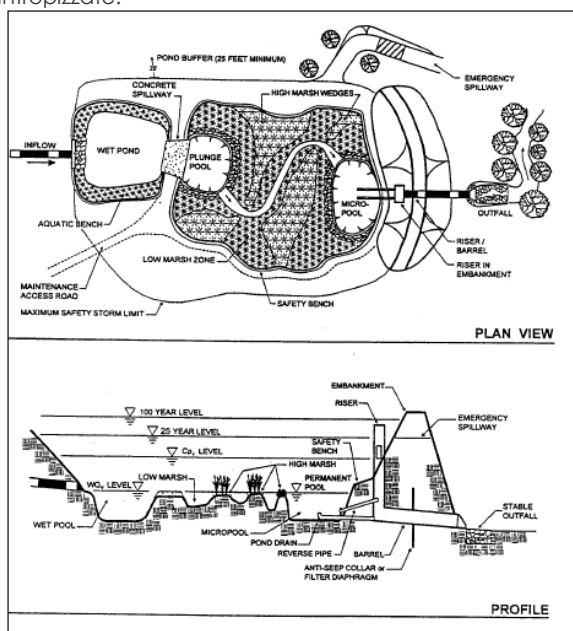 antropizzato.
POND BUFFER (25 FEET MINIMUM)
25'
CONCRETE
SPILLWAY
HIGH MARSH WEDGES
EMERGENCY
SPILLWAY
INFLOW
WET POND
PLUNGE
POOL
MICRO-
POOL
OUTFALL
AQUATIC BENCH
RISER /
BARREL
LOW MARSH ZONE
RISER IN
EMBANKMENT
MAINTENANCE
ACCESS ROAD
SAFETY BENCH
MAXIMUM SAFETY STORM LIMIT
PLAN VIEW
EMBANKMENT
RISER
100 YEAR LEVEL
EMERGENCY
SPILLWAY
25 YEAR LEVEL
SAFETY
BENCH
Cpv LEVEL
HIGH MARSH
WQv LEVEL
LOW MARSH
PERMANENT
POOL
WET POOL
STABLE
OUTFALL
MICROPOOL
POND DRAIN
REVERSE PIPE
BARREL
ANTI-SEEP COLLAR or
FILTER DIAPHRAGM
PROFILE